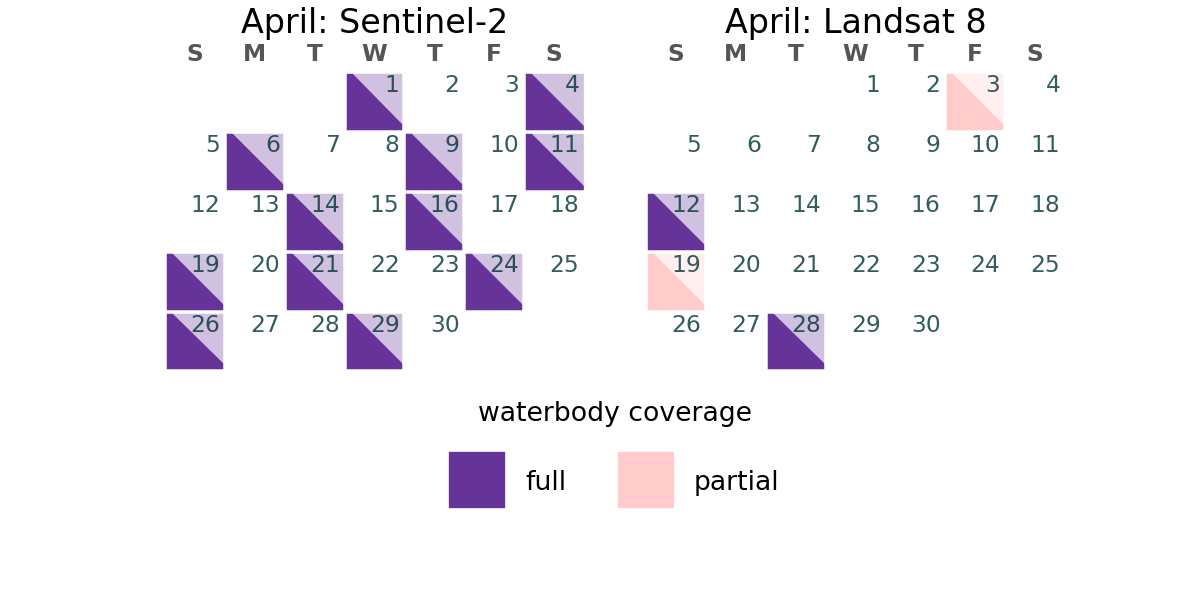 April: Sentinel-2
S M T W T F S
1 2 3 4
5 6 7 8 9 10 11
12 13 14 15 16 17 18
19 20 21 22 23 24 25
26 27 28 29 30
April: Landsat 8
S M T W T F S
1 2 3 4
5 6 7 8 9 10 11
12 13 14 15 16 17 18
19 20 21 22 23 24 25
26 27 28 29 30
waterbody coverage
full
partial